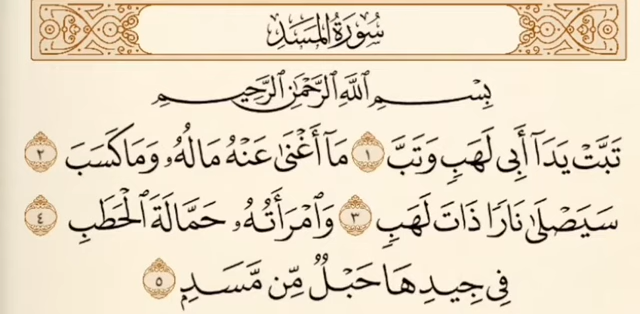 سُورَةُ المَسَدِ
بِسْمِ ٱللَّهِ ٱلرَّحْمَٰنِ ٱلرَّحِيمِ
تَبَّتْ يَدَآ أَبِى لَهَبٍ وَتَبَّ ١ مَآ أَغْنَىٰ عَنْهُ مَالُهُۥ وَمَا كَسَبَ ٢
سَيَصْلَىٰ نَارًا ذَاتَ لَهَبٍ ٣ وَٱمْرَأَتُهُۥ حَمَّالَةَ ٱلْحَطَبِ ٤
فِى جِيدِهَا حَبْلٌ مِّن مَّسَدٍۭ ٥